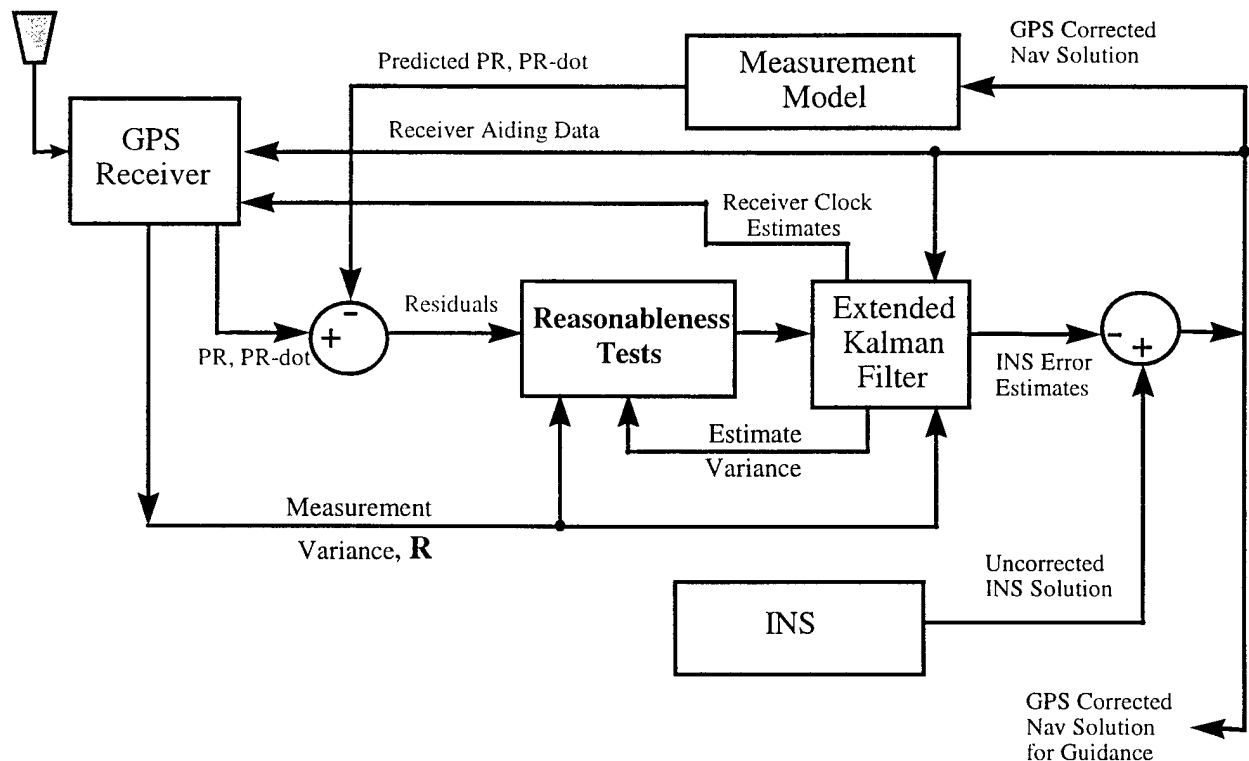 GPS Corrected
Nav Solution
Predicted PR, PR-dot
Measurement
Model
GPS
Receiver
Receiver Aiding Data
Receiver Clock
Estimates
-
+
PR, PR-dot
Residuals
Reasonableness
Tests
Extended
Kalman
Filter
INS Error
Estimates
-
+
Estimate
Variance
Measurement
Variance, R
Uncorrected
INS Solution
INS
GPS Corrected
Nav Solution
for Guidance